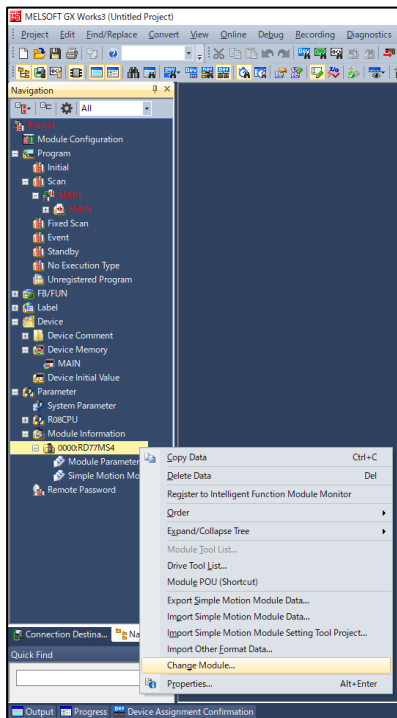 MELSOFT GX Works3 (Untitled Project)
Project Edit Find/Replace Convert View Online Debug Recording Diagnostics
Navigation
All
Project
Module Configuration
Program
Initial
Scan
MAIN
MAIN
Fixed Scan
Event
Standby
No Execution Type
Unregistered Program
FB/FUN
Label
Device
Device Comment
Device Memory
MAIN
Device Initial Value
Parameter
System Parameter
R08CPU
Module Information
0000:RD77MS4
Module Parameter
Simple Motion Mo
Remote Password
Copy Data Ctrl+C
Delete Data Del
Register to Intelligent Function Module Monitor
Order
Expand/Collapse Tree
Module Tool List...
Drive Tool List...
Module POU (Shortcut)
Export Simple Motion Module Data...
Import Simple Motion Module Data...
Import Simple Motion Module Setting Tool Project...
Import Other Format Data...
Change Module...
Properties... Alt+Enter
Connection Destina... Na
Quick Find
Output Progress Device Assignment Confirmation